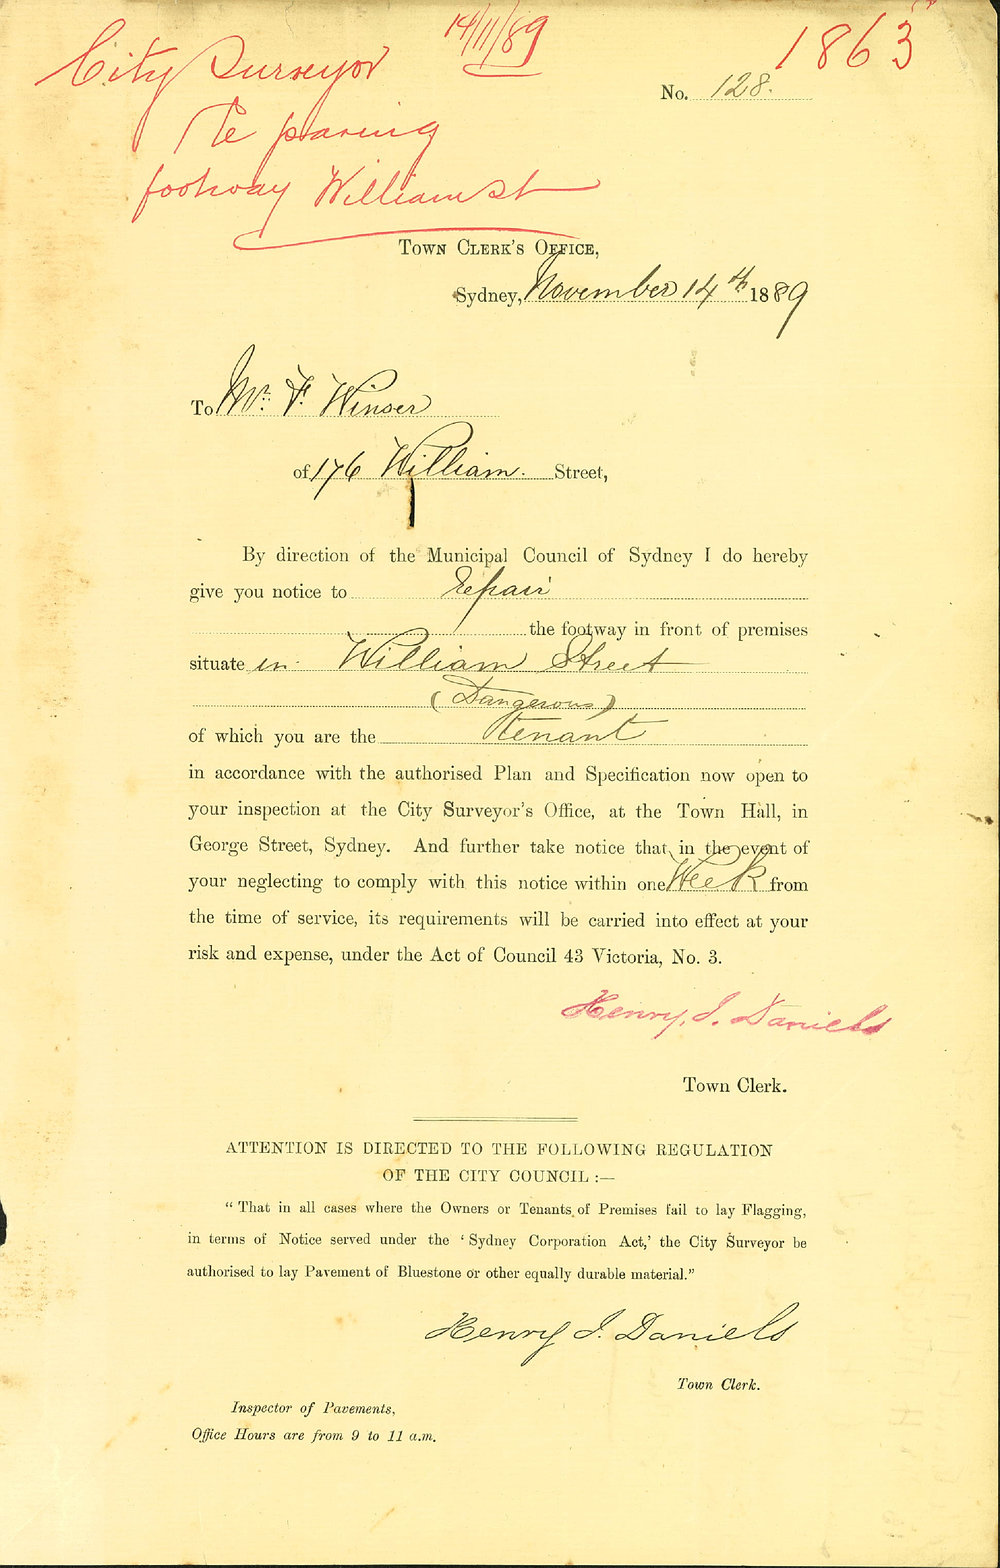 14/11/89
1863
City Surveyor
No. 128.
Re paving
footway William St
TOWN CLERK'S OFFICE,
Sydney, November 14th 1889
To Mr. F. Winser
of 176 William. Street,
By direction of the Municipal Council of Sydney I do hereby
give you notice to repair
the footway in front of premises
situate in William Street
(Dangerous)
of which you are the tenant
in accordance with the authorised Plan and Specification now open to
your inspection at the City Surveyor's Office, at the Town Hall, in
George Street, Sydney. And further take notice that in the event of
your neglecting to comply with this notice within one Week from
the time of service, its requirements will be carried into effect at your
risk and expense, under the Act of Council 43 Victoria, No. 3.
Henry. J. Daniels
Town Clerk.
ATTENTION IS DIRECTED TO THE FOLLOWING REGULATION
OF THE CITY COUNCIL :—
"That in all cases where the Owners or Tenants of Premises fail to lay Flagging,
in terms of Notice served under the 'Sydney Corporation Act,' the City Surveyor be
authorised to lay Pavement of Bluestone or other equally durable material."
Henry J. Daniels
Town Clerk.
Inspector of Pavements,
Office Hours are from 9 to 11 a.m.